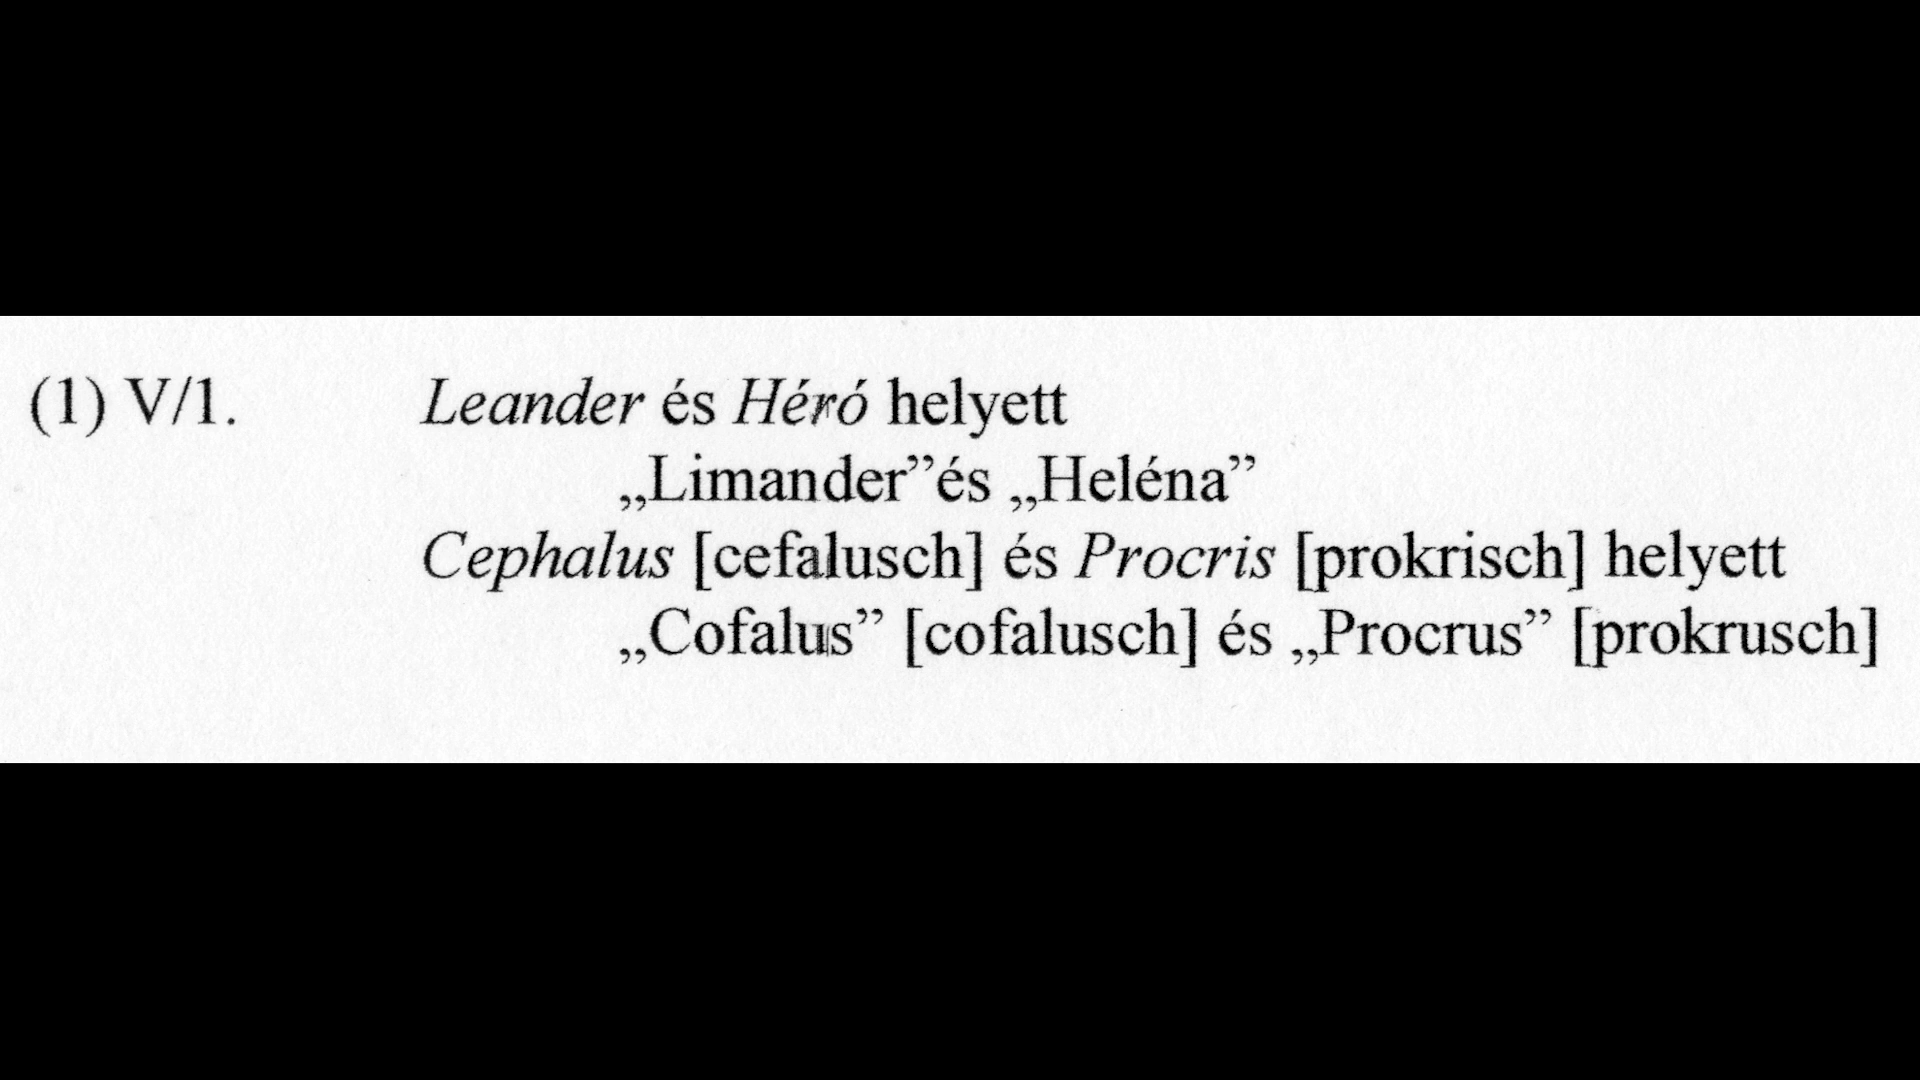 (1) V/1. Leander és Héró helyett
„Limander”és „Heléna”
Cephalus [cefalusch] és Procris [prokrisch] helyett
„Cofalus” [cofalusch] és „Procrus” [prokrusch]